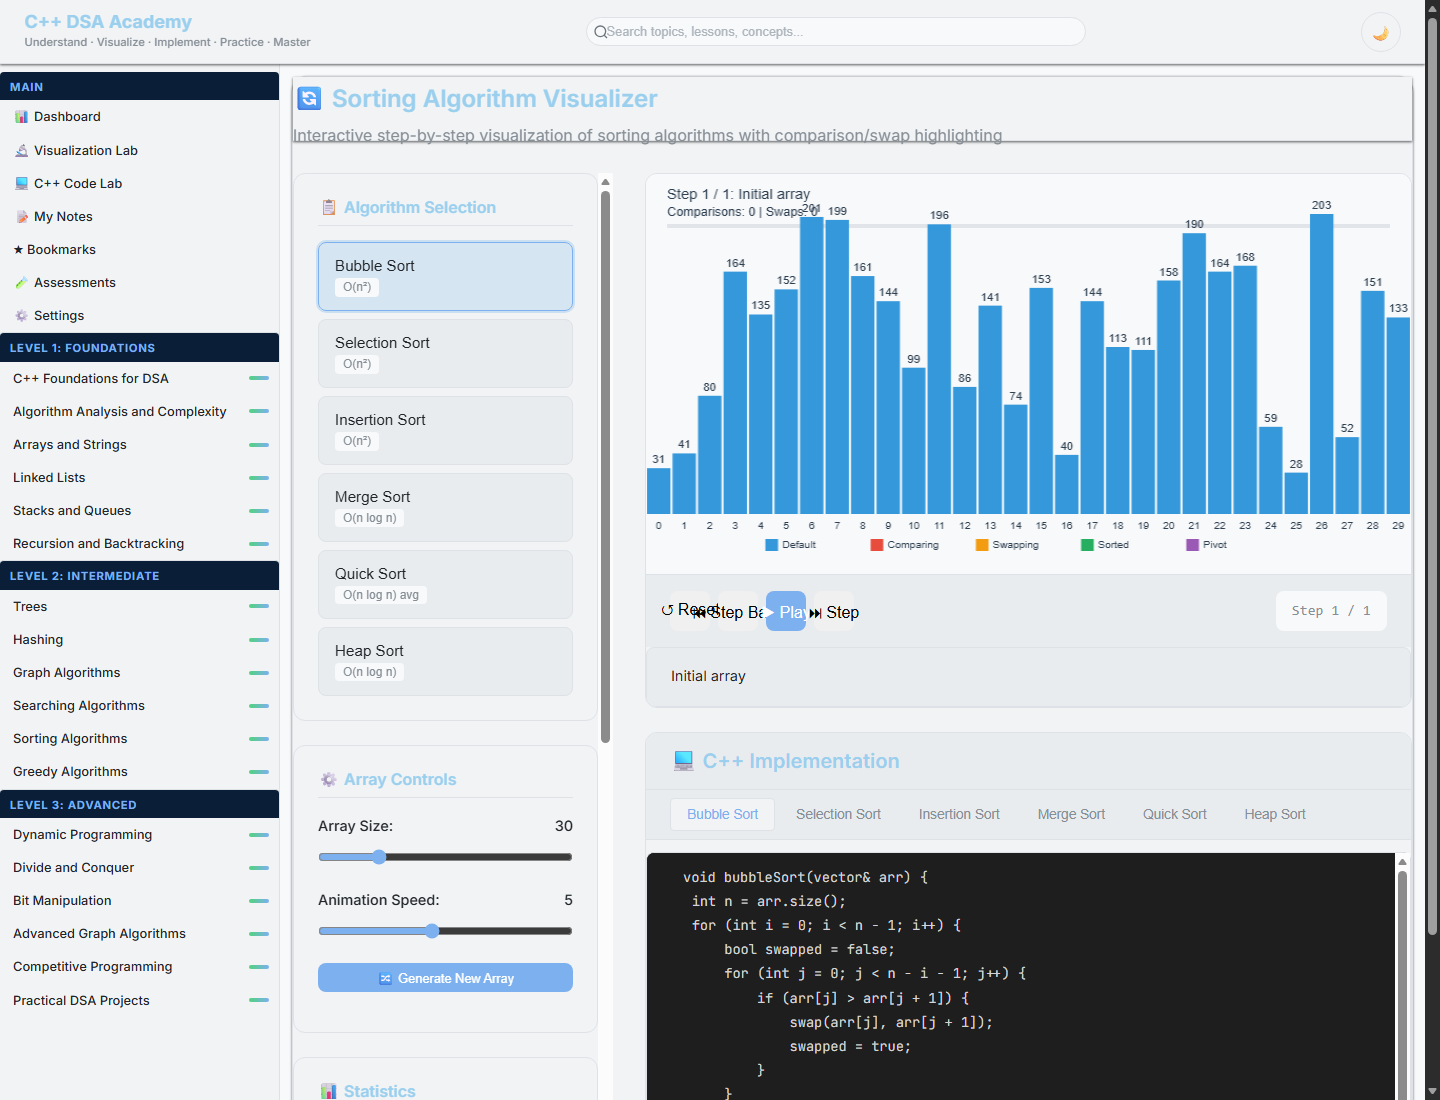 C++ DSA Academy
Understand · Visualize · Implement · Practice · Master
Search topics, lessons, concepts...
MAIN
Dashboard
Visualization Lab
C++ Code Lab
My Notes
★ Bookmarks
Assessments
Settings
LEVEL 1: FOUNDATIONS
C++ Foundations for DSA
Algorithm Analysis and Complexity
Arrays and Strings
Linked Lists
Stacks and Queues
Recursion and Backtracking
LEVEL 2: INTERMEDIATE
Trees
Hashing
Graph Algorithms
Searching Algorithms
Sorting Algorithms
Greedy Algorithms
LEVEL 3: ADVANCED
Dynamic Programming
Divide and Conquer
Bit Manipulation
Advanced Graph Algorithms
Competitive Programming
Practical DSA Projects
Sorting Algorithm Visualizer
Interactive step-by-step visualization of sorting algorithms with comparison/swap highlighting
Algorithm Selection
Bubble Sort
O(n²)
Selection Sort
O(n²)
Insertion Sort
O(n²)
Merge Sort
O(n log n)
Quick Sort
O(n log n) avg
Heap Sort
O(n log n)
Array Controls
Array Size: 30
Animation Speed: 5
Generate New Array
Statistics
Step 1 / 1: Initial array
Comparisons: 0 | Swaps: 0
31 41 80 164 135 152 201 199 161 144 99 196 86 141 74 153 40 144 113 111 158 190 164 168 59 28 203 52 151 133
0 1 2 3 4 5 6 7 8 9 10 11 12 13 14 15 16 17 18 19 20 21 22 23 24 25 26 27 28 29
Default Comparing Swapping Sorted Pivot
↺ Reset ⏮ Step Ba ▶ Play ⏭ Step
Step 1 / 1
Initial array
C++ Implementation
Bubble Sort Selection Sort Insertion Sort Merge Sort Quick Sort Heap Sort
void bubbleSort(vector& arr) {
int n = arr.size();
for (int i = 0; i < n - 1; i++) {
bool swapped = false;
for (int j = 0; j < n - i - 1; j++) {
if (arr[j] > arr[j + 1]) {
swap(arr[j], arr[j + 1]);
swapped = true;
}
}